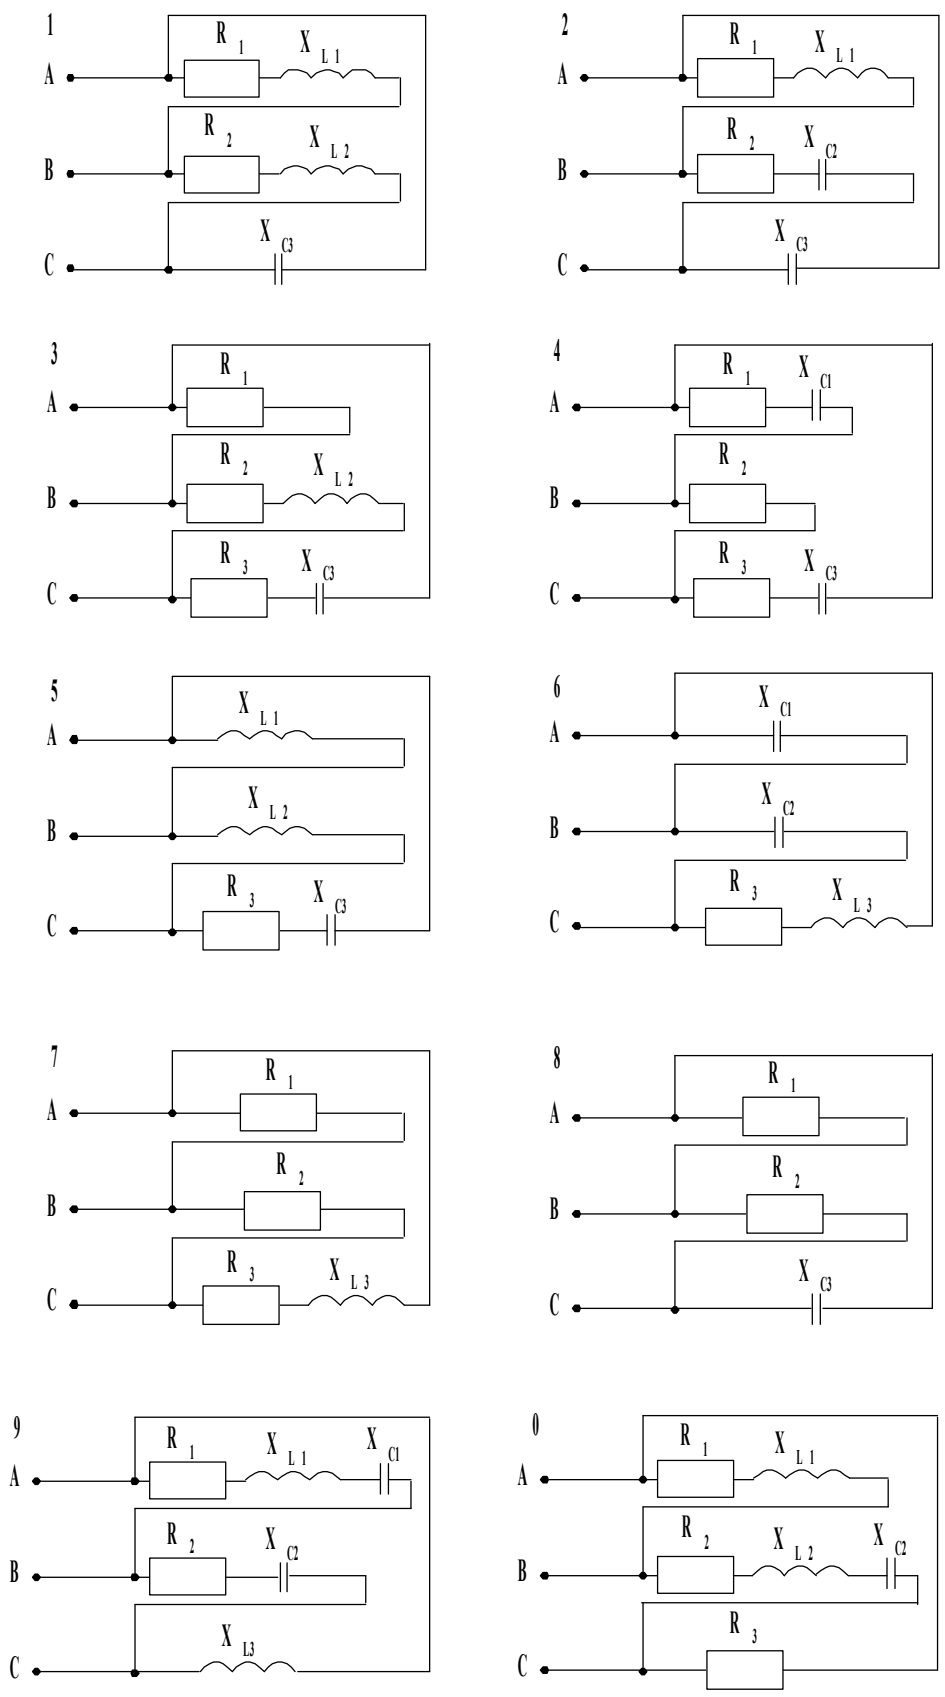 1
R 1 X L 1
A
R 2 X L 2
B
X C3
C
2
R 1 X L 1
A
R 2 X C2
B
X C3
C
3
R 1
A
R 2 X L 2
B
R 3 X C3
C
4
R 1 X C1
A
R 2
B
R 3 X C3
C
5
X L 1
A
X L 2
B
R 3 X C3
C
6
X C1
A
X C2
B
R 3 X L 3
C
7
R 1
A
R 2
B
R 3 X L 3
C
8
R 1
A
R 2
B
X C3
C
9
R 1 X L 1 X C1
A
R 2 X C2
B
X L3
C
0
R 1 X L 1
A
R 2 X L 2 X C2
B
R 3
C